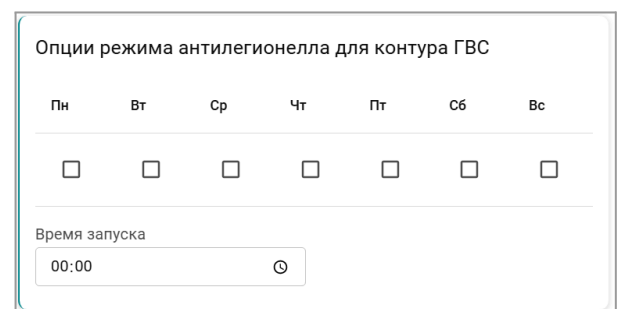 Опции режима антилегионелла для контура ГВС
Пн Вт Ср Чт Пт Сб Вс
Время запуска
00:00